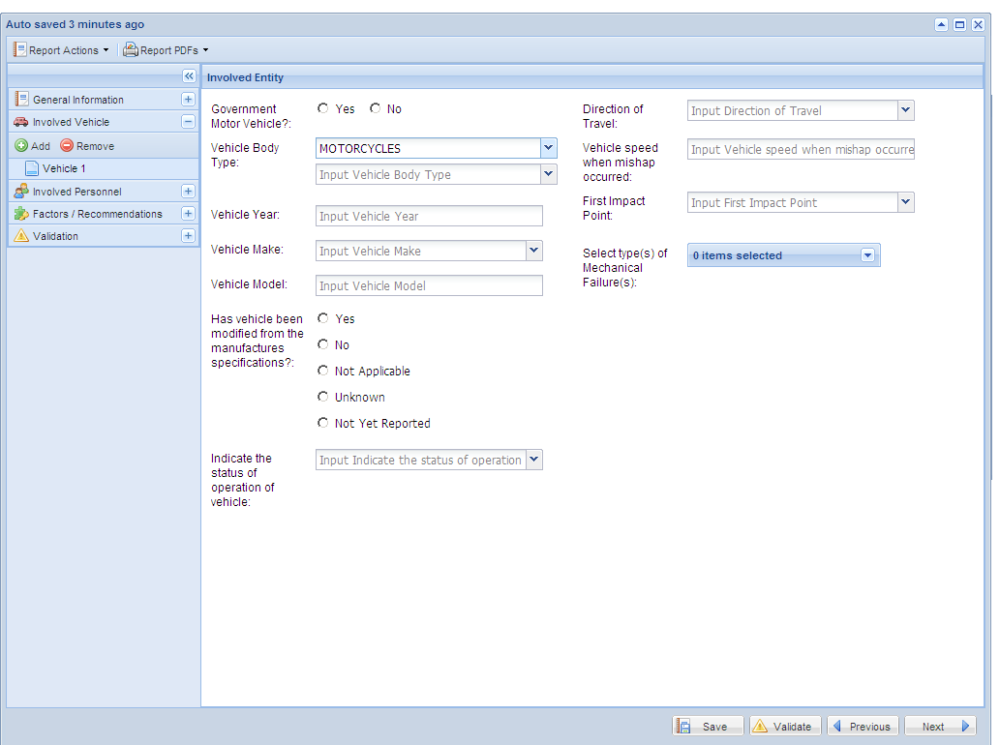 Auto saved 3 minutes ago
Report Actions
Report PDFs
General Information
Involved Vehicle
Add
Remove
Vehicle 1
Involved Personnel
Factors / Recommendations
Validation
Involved Entity
Government
Motor Vehicle?:
Yes
No
Vehicle Body
Type:
MOTORCYCLES
Input Vehicle Body Type
Vehicle Year:
Input Vehicle Year
Vehicle Make:
Input Vehicle Make
Vehicle Model:
Input Vehicle Model
Has vehicle been
modified from the
manufactures
specifications?:
Yes
No
Not Applicable
Unknown
Not Yet Reported
Indicate the
status of
operation of
vehicle:
Input Indicate the status of operation
Direction of
Travel:
Input Direction of Travel
Vehicle speed
when mishap
occurred:
Input Vehicle speed when mishap occurre
First Impact
Point:
Input First Impact Point
Select type(s) of
Mechanical
Failure(s):
0 items selected
Save
Validate
Previous
Next